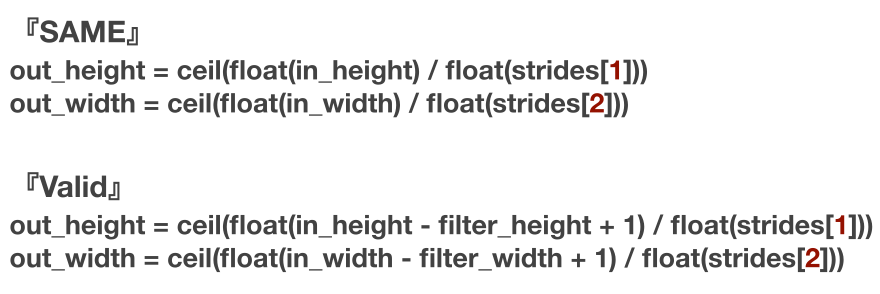 『SAME』
out_height = ceil(float(in_height) / float(strides[1]))
out_width = ceil(float(in_width) / float(strides[2]))
『Valid』
out_height = ceil(float(in_height - filter_height + 1) / float(strides[1]))
out_width = ceil(float(in_width - filter_width + 1) / float(strides[2]))